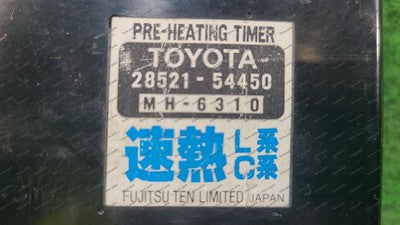 PRE-HEATING TIMER
TOYOTA
28521-54450
MH-6310
速熱 L系
C系
FUJITSU TEN LIMITED JAPAN